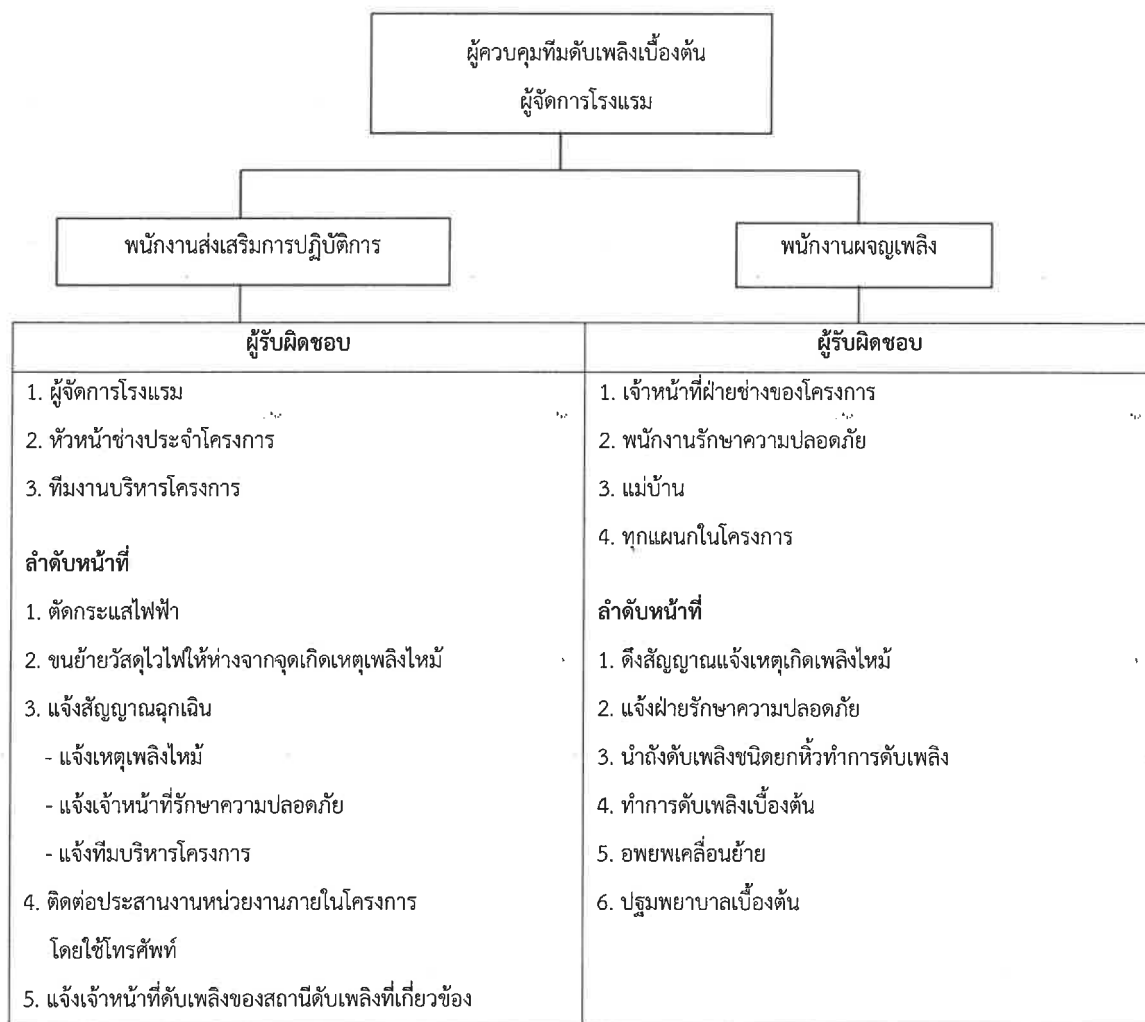 ผู้ควบคุมทีมดับเพลิงเบื้องต้น
ผู้จัดการโรงแรม
พนักงานส่งเสริมการปฏิบัติการ
พนักงานผจญเพลิง
ผู้รับผิดชอบ
1. ผู้จัดการโรงแรม
2. หัวหน้าช่างประจำโครงการ
3. ทีมงานบริหารโครงการ
ลำดับหน้าที่
1. ตัดกระแสไฟฟ้า
2. ขนย้ายวัสดุไวไฟให้ห่างจากจุดเกิดเหตุเพลิงไหม้
3. แจ้งสัญญาณฉุกเฉิน
- แจ้งเหตุเพลิงไหม้
- แจ้งเจ้าหน้าที่รักษาความปลอดภัย
- แจ้งทีมบริหารโครงการ
4. ติดต่อประสานงานหน่วยงานภายในโครงการ
โดยใช้โทรศัพท์
5. แจ้งเจ้าหน้าที่ดับเพลิงของสถานีดับเพลิงที่เกี่ยวข้อง
ผู้รับผิดชอบ
1. เจ้าหน้าที่ฝ่ายช่างของโครงการ
2. พนักงานรักษาความปลอดภัย
3. แม่บ้าน
4. ทุกแผนกในโครงการ
ลำดับหน้าที่
1. ดึงสัญญาณแจ้งเหตุเกิดเพลิงไหม้
2. แจ้งฝ่ายรักษาความปลอดภัย
3. นำถังดับเพลิงชนิดยกหิ้วทำการดับเพลิง
4. ทำการดับเพลิงเบื้องต้น
5. อพยพเคลื่อนย้าย
6. ปฐมพยาบาลเบื้องต้น